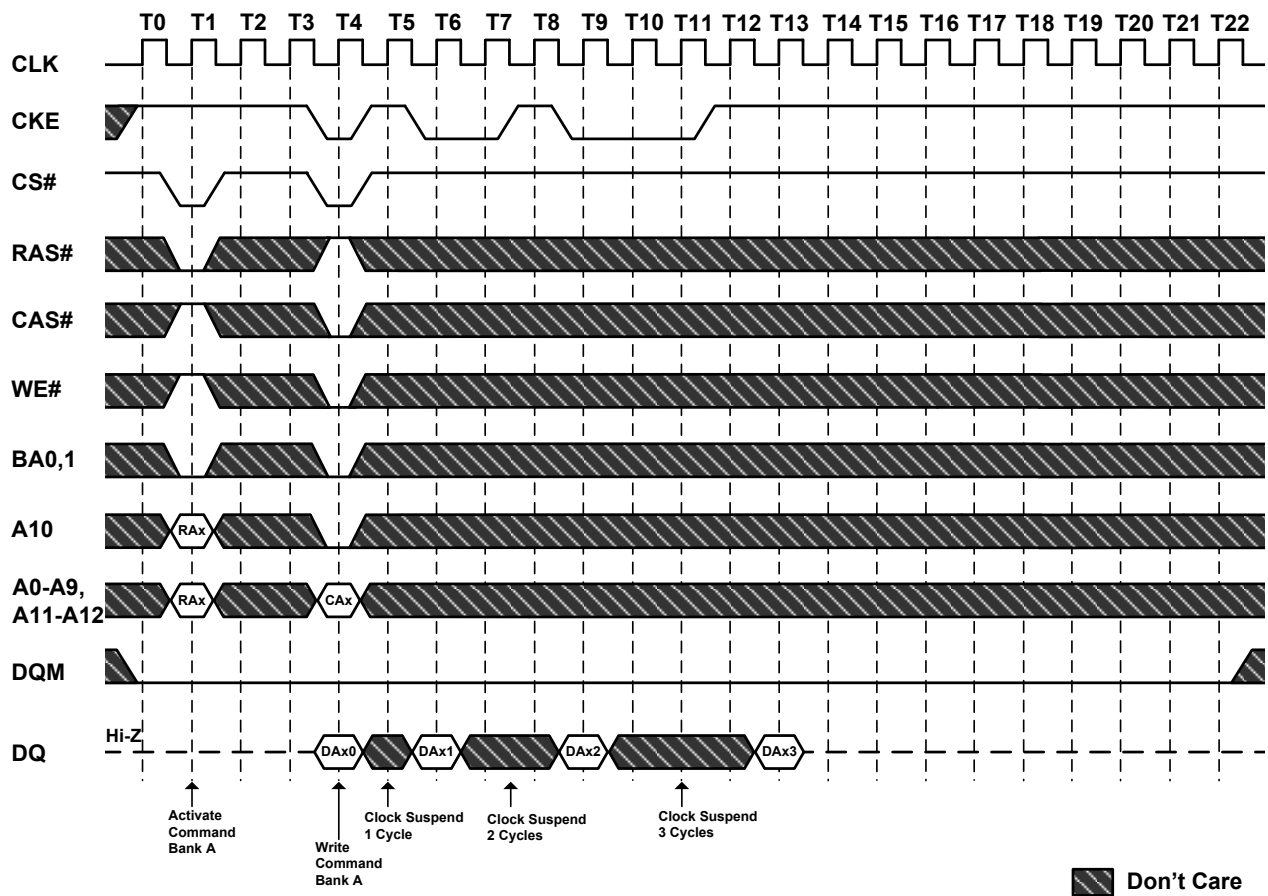 T0 T1 T2 T3 T4 T5 T6 T7 T8 T9 T10 T11 T12 T13 T14 T15 T16 T17 T18 T19 T20 T21 T22
CLK
CKE
CS#
RAS#
CAS#
WE#
BA0,1
A10 RAx
A0-A9,
A11-A12 RAx CAx
DQM
Hi-Z
DQ DAx0 DAx1 DAx2 DAx3
Activate
Command
Bank A
Write
Command
Bank A
Clock Suspend
1 Cycle
Clock Suspend
2 Cycles
Clock Suspend
3 Cycles
Don't Care